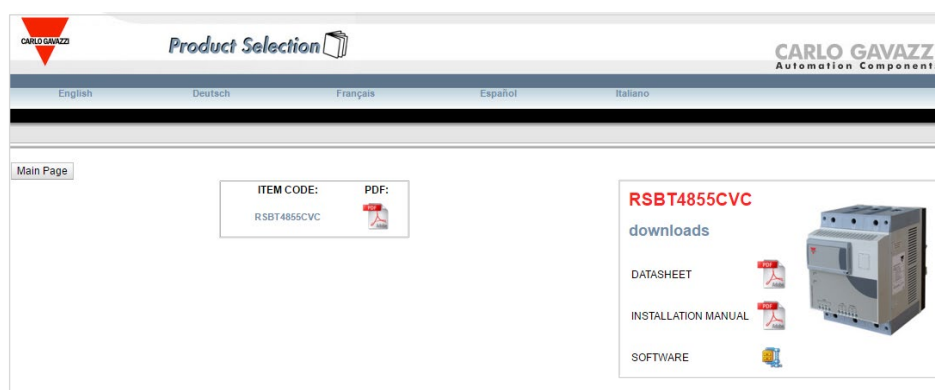 CARLO GAVAZZI
Product Selection
CARLO GAVAZZ
Automation Component
English Deutsch Français Español Italiano
Main Page
ITEM CODE: PDF:
RSBT4855CVC
RSBT4855CVC
downloads
DATASHEET
INSTALLATION MANUAL
SOFTWARE